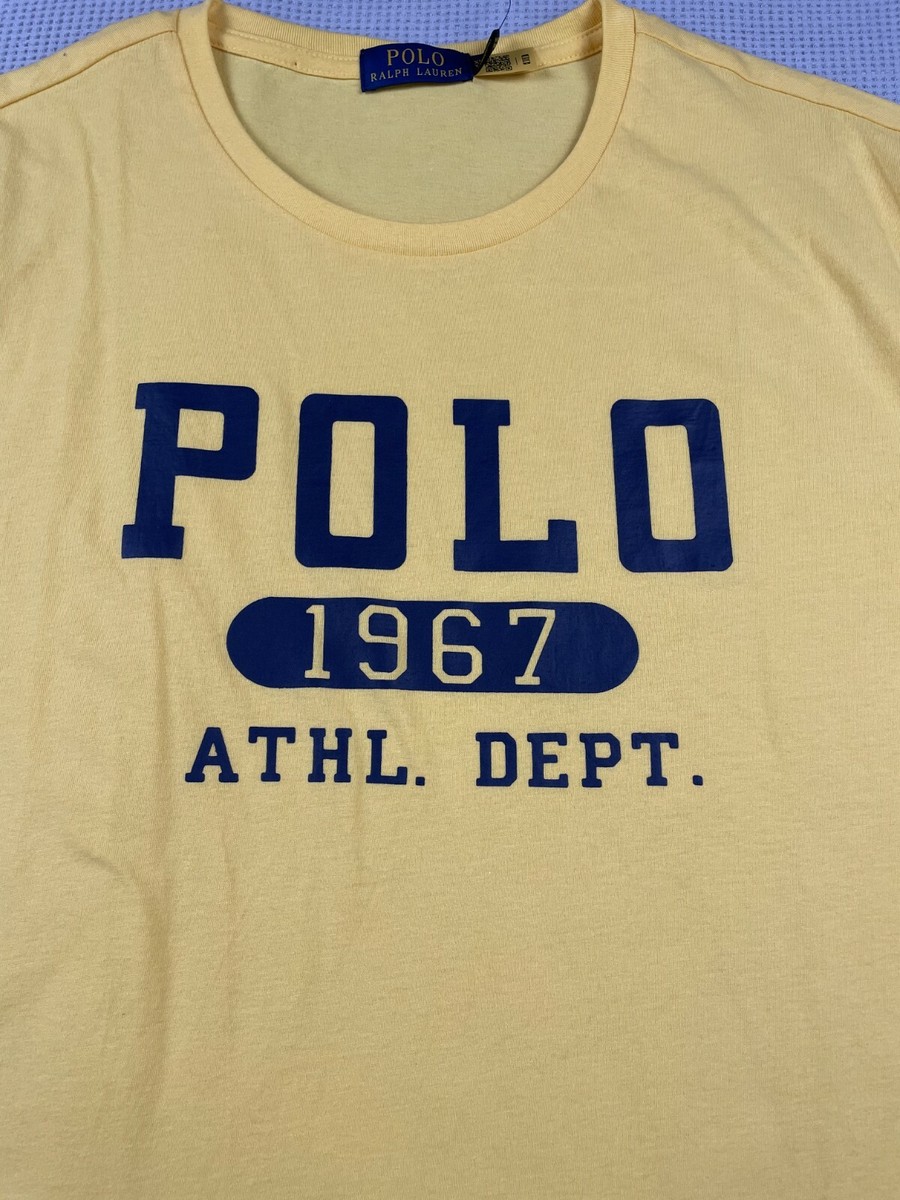 POLO
RALPH LAUREN
POLO
1967
ATHL. DEPT.